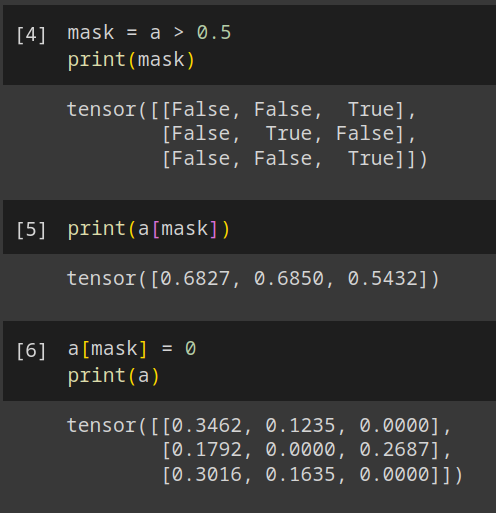 [4] mask = a > 0.5
print(mask)
tensor([[False, False,  True],
        [False,  True, False],
        [False, False,  True]])
[5] print(a[mask])
tensor([0.6827, 0.6850, 0.5432])
[6] a[mask] = 0
print(a)
tensor([[0.3462, 0.1235, 0.0000],
        [0.1792, 0.0000, 0.2687],
        [0.3016, 0.1635, 0.0000]])